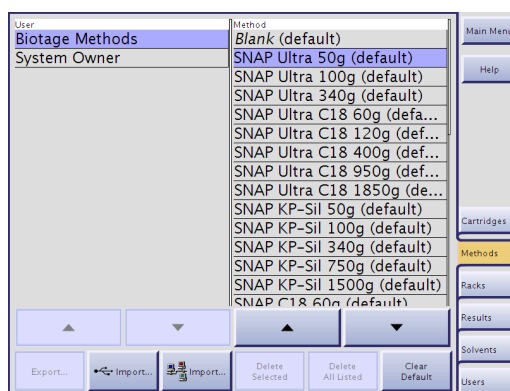 User
Biotage Methods
System Owner
Method
Blank (default)
SNAP Ultra 50g (default)
SNAP Ultra 100g (default)
SNAP Ultra 340g (default)
SNAP Ultra C18 60g (defa...
SNAP Ultra C18 120g (def...
SNAP Ultra C18 400g (def...
SNAP Ultra C18 950g (def...
SNAP Ultra C18 1850g (de...
SNAP KP-Sil 50g (default)
SNAP KP-Sil 100g (default)
SNAP KP-Sil 340g (default)
SNAP KP-Sil 750g (default)
SNAP KP-Sil 1500g (default)
SNAP C18 60g (default)
Export...
Import...
Import...
Delete
Selected
Delete
All Listed
Clear
Default
Main Menu
Help
Cartridges
Methods
Racks
Results
Solvents
Users